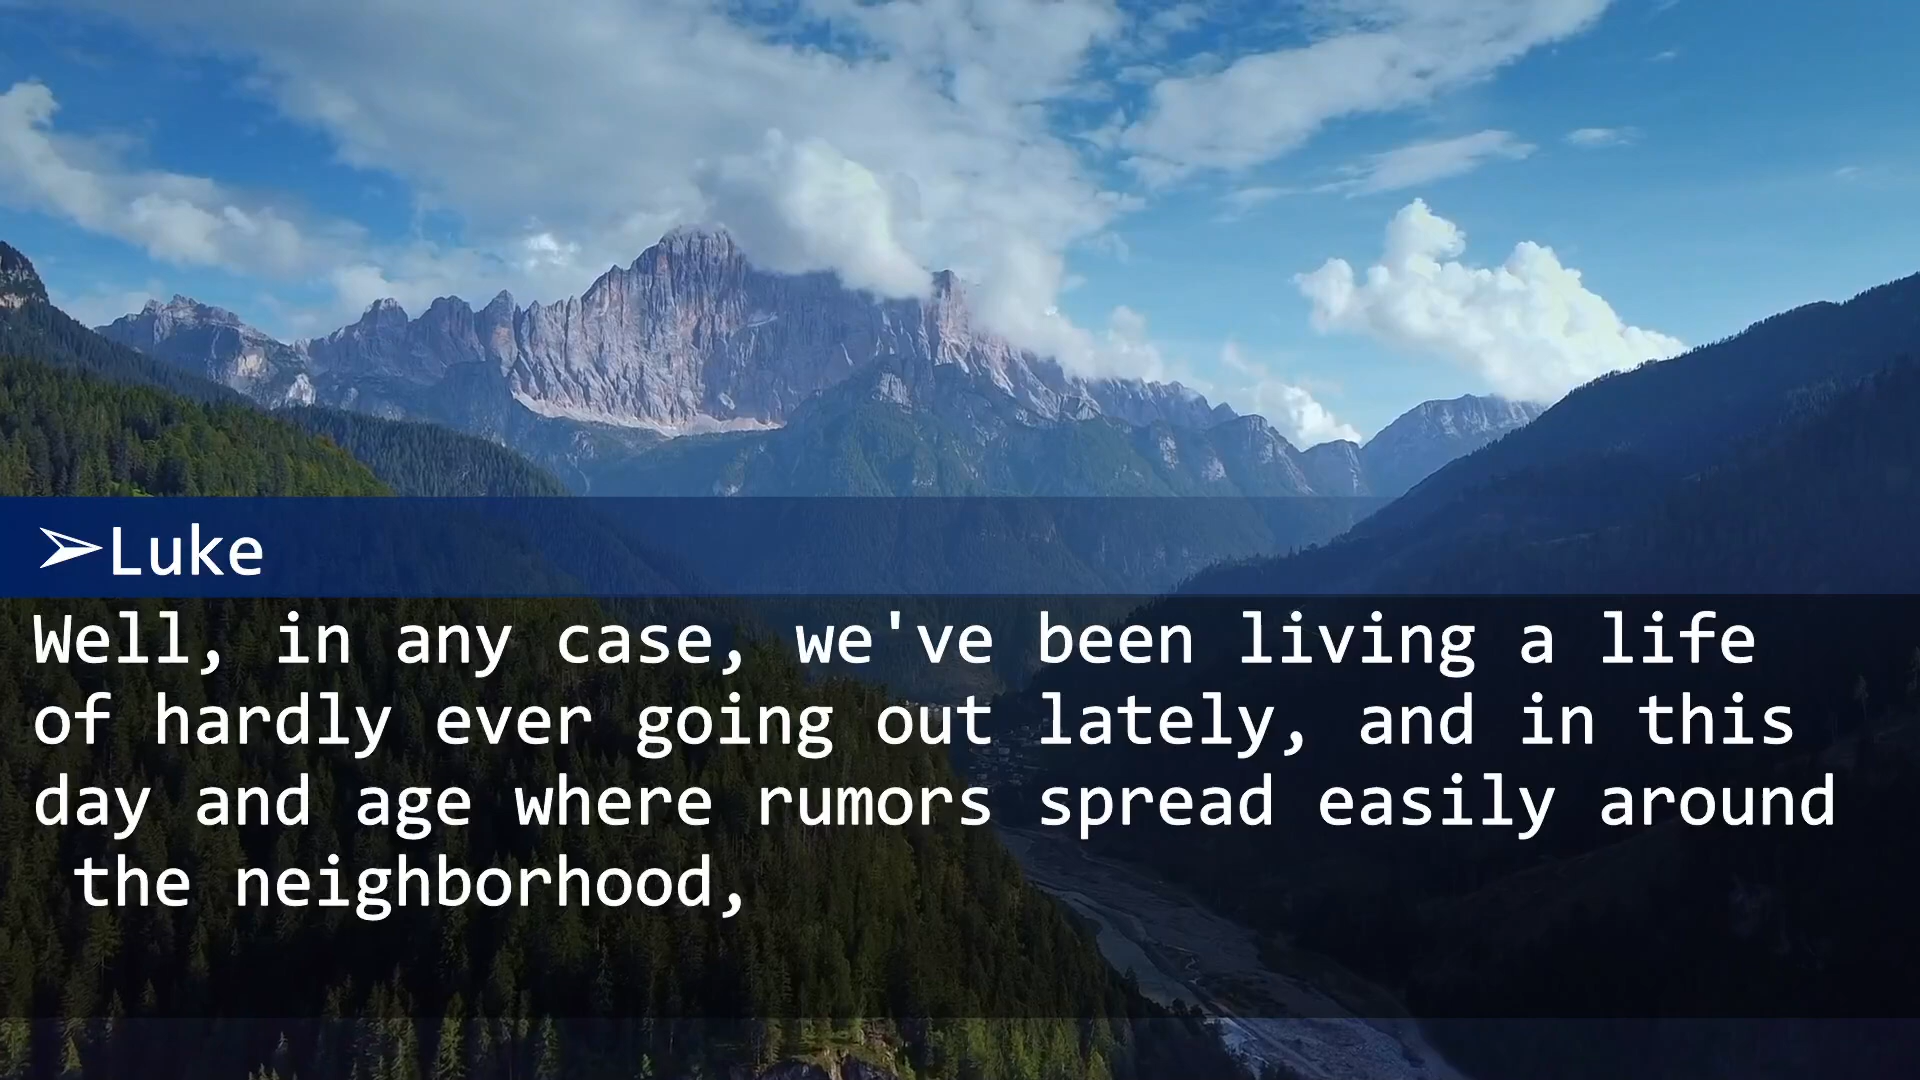 ➢Luke
Well, in any case, we've been living a life
of hardly ever going out lately, and in this
day and age where rumors spread easily around
the neighborhood,